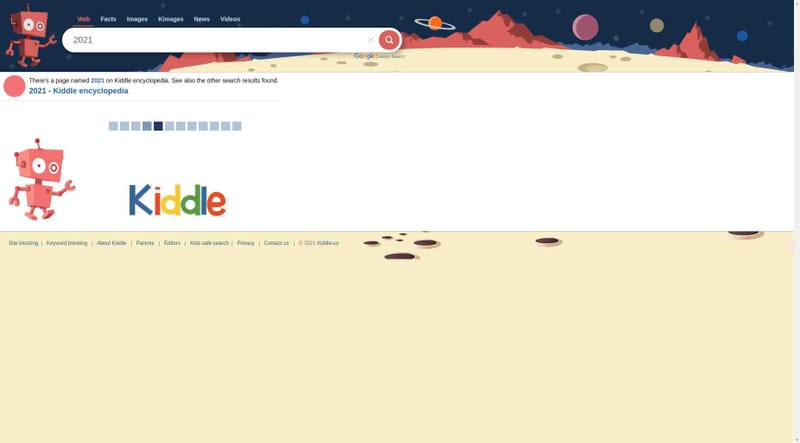 Web Facts Images Kimages News Videos
2021
Google Custom Search
There's a page named 2021 on Kiddle encyclopedia. See also the other search results found.
2021 - Kiddle encyclopedia
Kiddle
Site blocking | Keyword blocking | About Kiddle | Parents | Editors | Kids safe search | Privacy | Contact us | © 2021 Kiddle.co